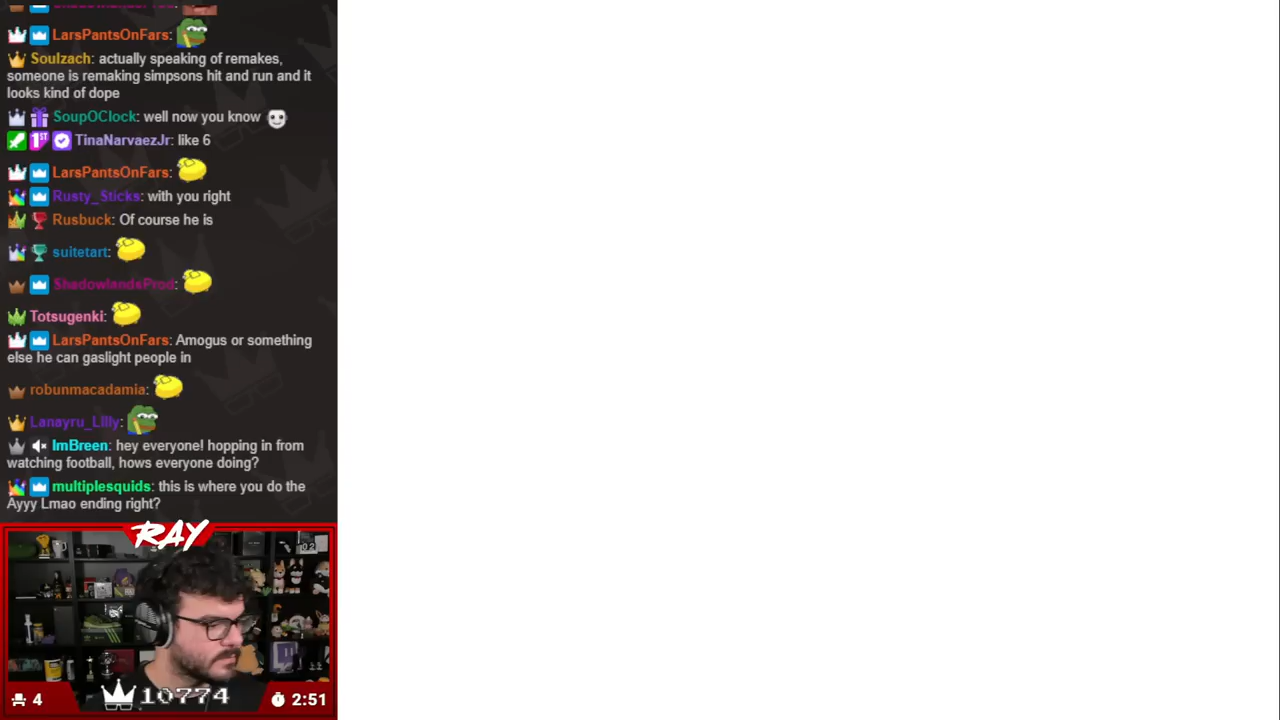 LarsPantsOnFars:
Soulzach: actually speaking of remakes,
someone is remaking simpsons hit and run and it
looks kind of dope
SoupOClock: well now you know
1ST TinaNarvaezJr: like 6
LarsPantsOnFars:
Rusty_Sticks: with you right
Rusbuck: Of course he is
suitetart:
ShadowlandsProd:
Totsugenki:
LarsPantsOnFars: Amogus or something
else he can gaslight people in
robunmacadamia:
Lanayru_LIlly:
ImBreen: hey everyone! hopping in from
watching football, hows everyone doing?
multiplesquids: this is where you do the
Ayyy Lmao ending right?
RAY
4 10774 2:51